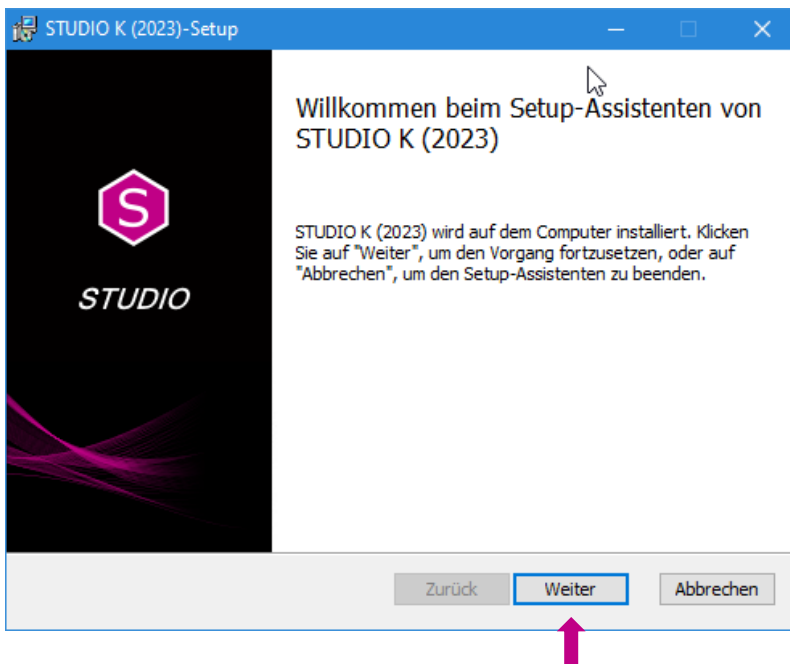 STUDIO K (2023)-Setup
Willkommen beim Setup-Assistenten von
STUDIO K (2023)
S
STUDIO
STUDIO K (2023) wird auf dem Computer installiert. Klicken
Sie auf "Weiter", um den Vorgang fortzusetzen, oder auf
"Abbrechen", um den Setup-Assistenten zu beenden.
Zurück Weiter Abbrechen